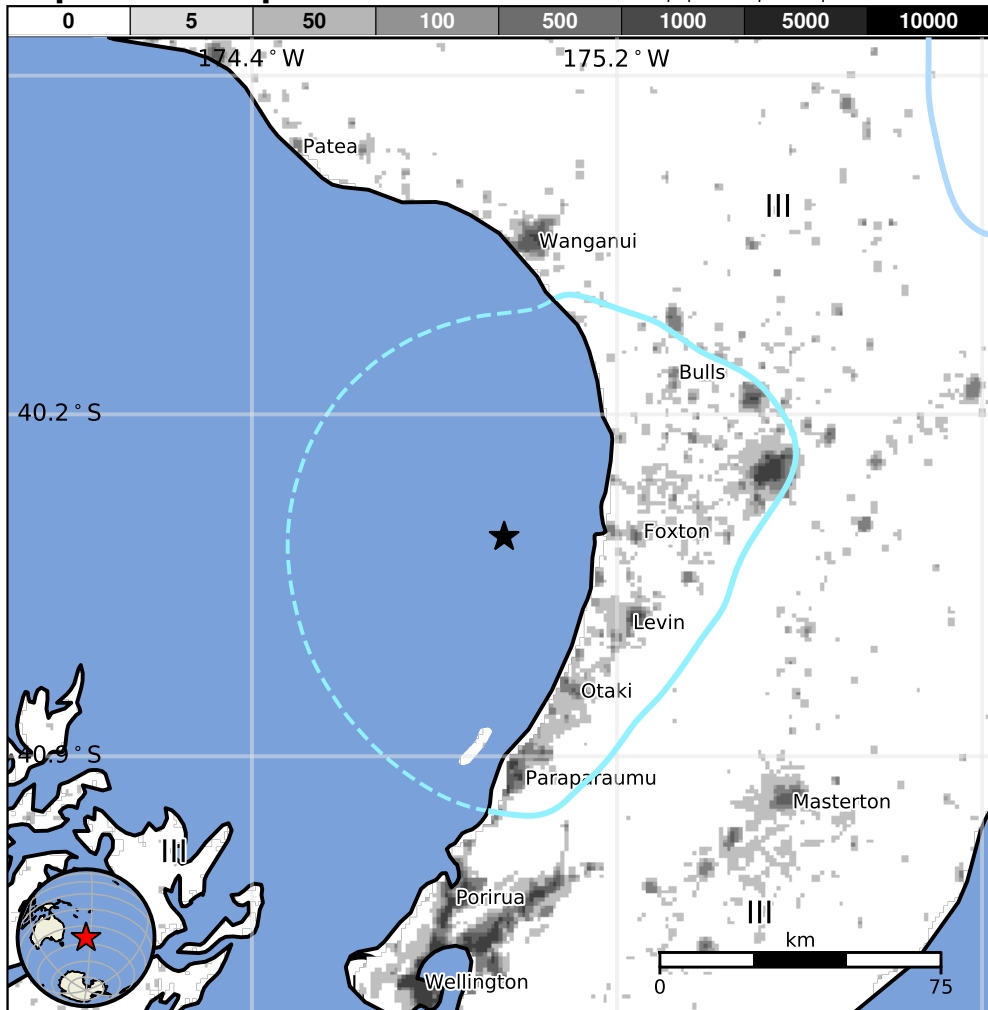 0 5 50 100 500 1000 5000 10000
174.4°W 175.2°W
Patea
III
Wanganui
Bulls
40.2°S
Foxton
Levin
Otaki
40.9°S
Paraparaumu
Masterton
III
Porirua
III
km
Wellington
0 75